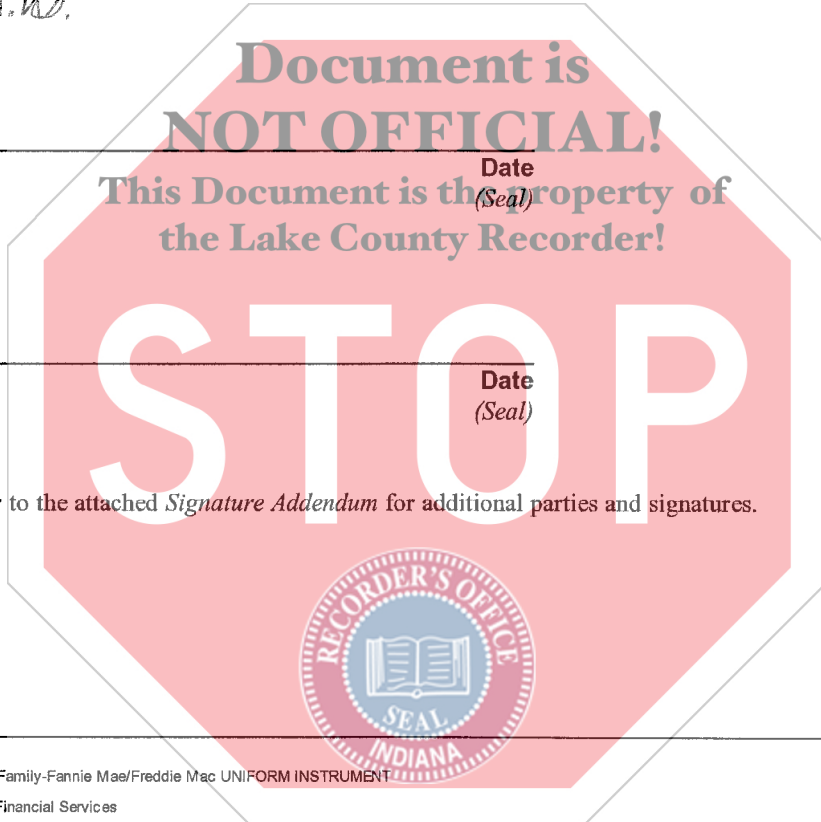 Document is
NOT OFFICIAL!
Date
This Document is the property of
(Seal)
the Lake County Recorder!
STOP
Date
(Seal)
to the attached Signature Addendum for additional parties and signatures.
RECORDER'S OFFICE
SEAL
INDIANA
Family-Fannie Mae/Freddie Mac UNIFORM INSTRUMENT
Financial Services